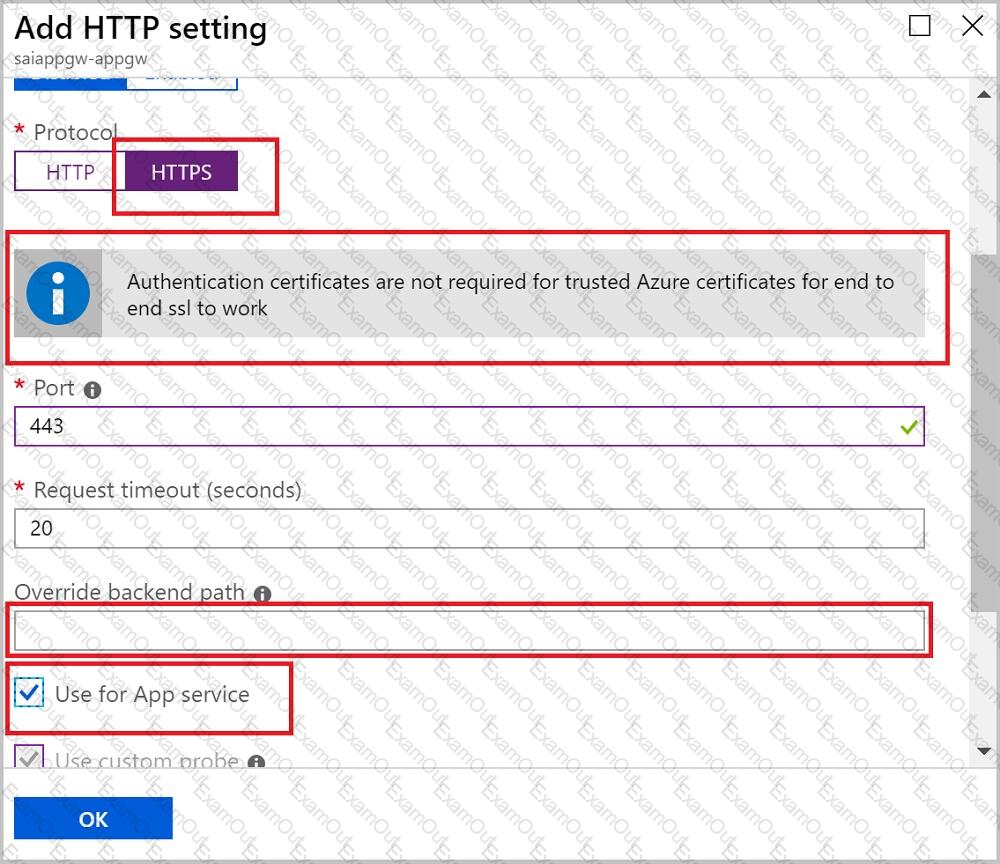 Add HTTP setting
saiappgw-appgw
Disabled Enabled
* Protocol
HTTP HTTPS
Authentication certificates are not required for trusted Azure certificates for end to
end ssl to work
* Port
443
* Request timeout (seconds)
20
Override backend path
Use for App service
Use custom probe
OK